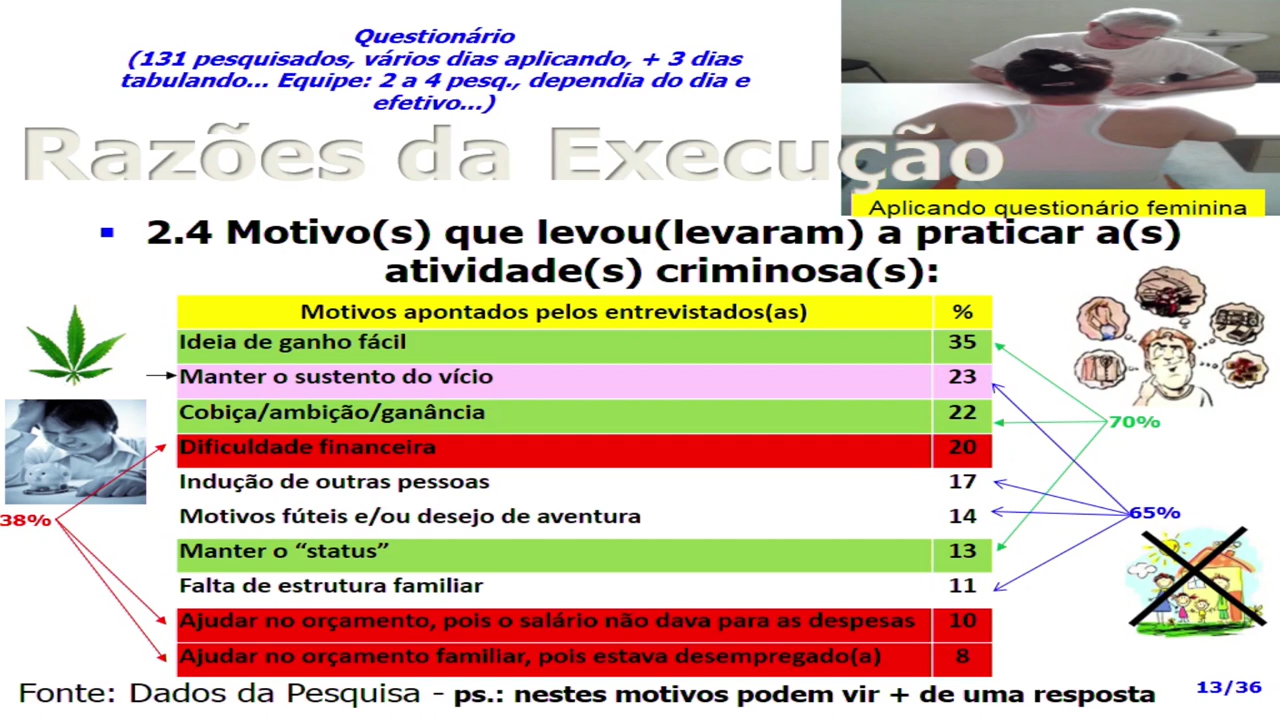 Questionário
(131 pesquisados, vários dias aplicando, + 3 dias
tabulando... Equipe: 2 a 4 pesq., dependia do dia e
efetivo...)
Razões da Execução
Aplicando questionário feminina
2.4 Motivo(s) que levou(levaram) a praticar a(s)
atividade(s) criminosa(s):
Motivos apontados pelos entrevistados(as) %
Ideia de ganho fácil 35
Manter o sustento do vício 23
Cobiça/ambição/ganância 22
70%
Dificuldade financeira 20
Indução de outras pessoas 17
38%
Motivos fúteis e/ou desejo de aventura 14
65%
Manter o “status” 13
Falta de estrutura familiar 11
Ajudar no orçamento, pois o salário não dava para as despesas 10
Ajudar no orçamento familiar, pois estava desempregado(a) 8
Fonte: Dados da Pesquisa - ps.: nestes motivos podem vir + de uma resposta
13/36